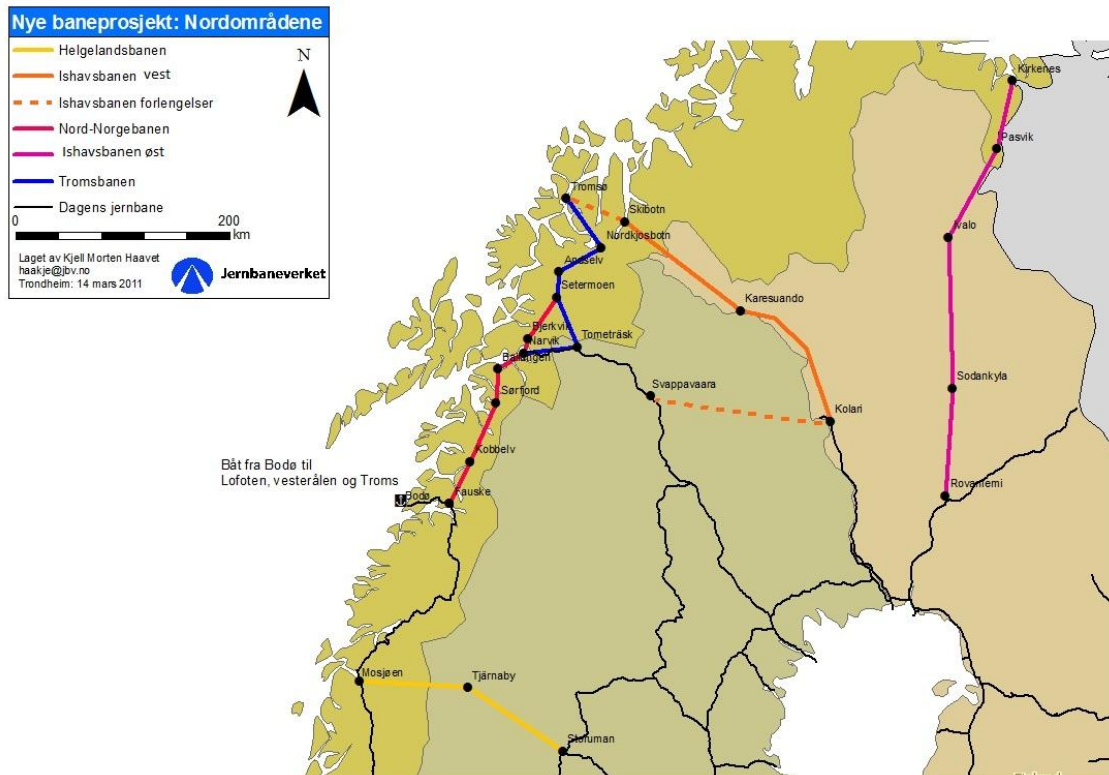 Nye baneprosjekt: Nordområdene
Helgelandsbanen
Ishavsbanen vest
Ishavsbanen forlengelser
Nord-Norgebanen
Ishavsbanen øst
Tromsbanen
Dagens jernbane
N
0 200
km
Laget av Kjell Morten Haavet
haakje@jbv.no
Trondheim: 14 mars 2011
Jernbaneverket
Kirkenes
Pasvik
Tromsø
Skibotn
Nordkjosbotn
Ivalo
Andselv
Setermoen
Karesuando
Bjerkvik
Narvik
Tometräsk
Ballangen
Sørfjord
Svappavaara
Sodankyla
Kolari
Kobbelv
Båt fra Bodø til
Lofoten, vesterålen og Troms
Bodø
Fauske
Rovaniemi
Mosjøen
Tjärnaby
Storuman